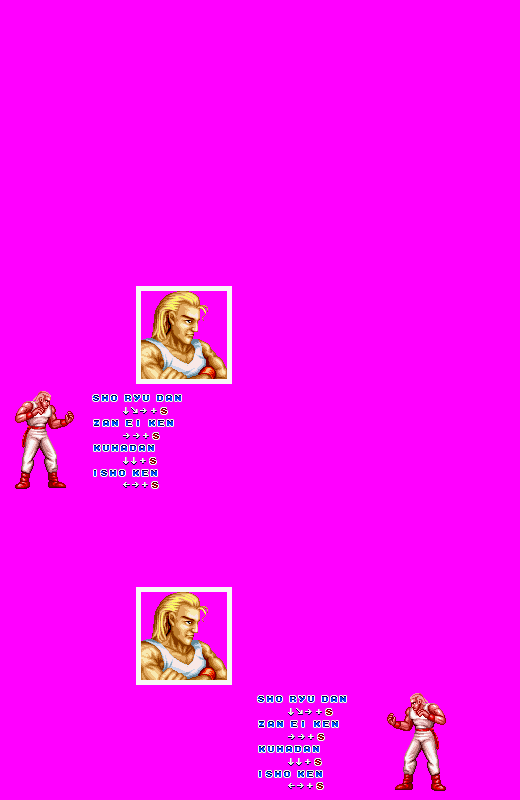 SHO RYU DAN
↓↘→+S
ZAN EI KEN
→→+S
KUHADAN
↓↓+S
ISHO KEN
←→+S
SHO RYU DAN
↓↘→+S
ZAN EI KEN
→→+S
KUHADAN
↓↓+S
ISHO KEN
←→+S